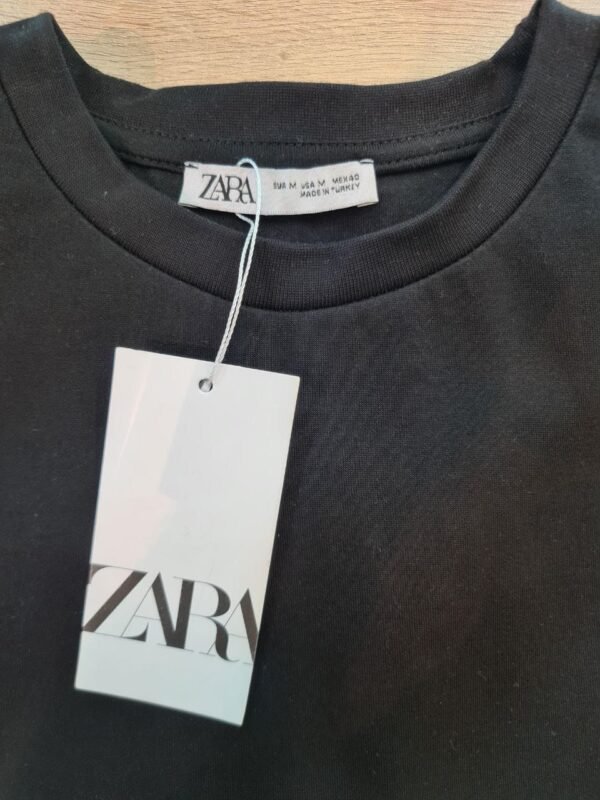 ZARA
EUR M USA M MEX 40
MADE IN TURKEY
ZARA